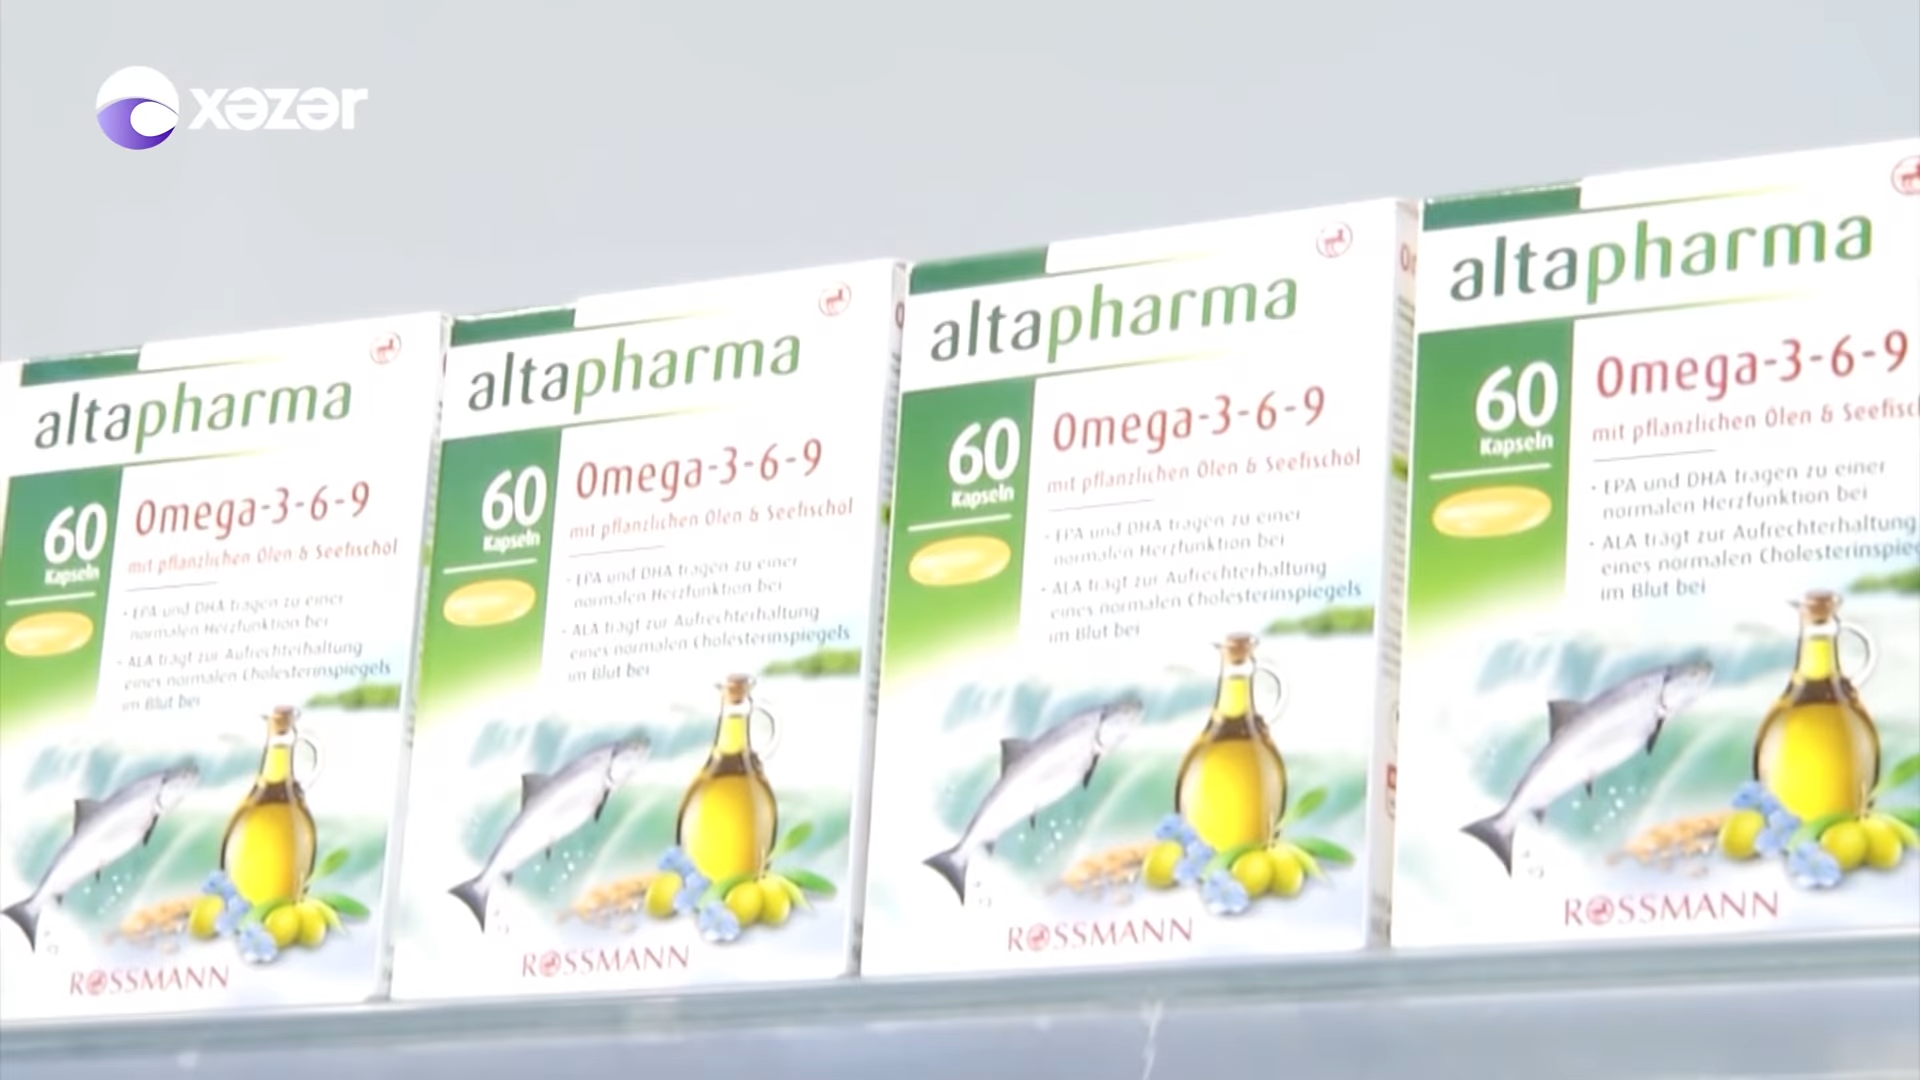 xəzər
altapharma
60
Kapseln
Omega-3-6-9
mit pflanzlichen Ölen & Seefischöl
• EPA und DHA tragen zu einer
normalen Herzfunktion bei
• ALA trägt zur Aufrechterhaltung
eines normalen Cholesterinspiegels
im Blut bei
ROSSMANN
altapharma
60
Kapseln
Omega-3-6-9
mit pflanzlichen Ölen & Seefischöl
• EPA und DHA tragen zu einer
normalen Herzfunktion bei
• ALA trägt zur Aufrechterhaltung
eines normalen Cholesterinspiegels
im Blut bei
ROSSMANN
altapharma
60
Kapseln
Omega-3-6-9
mit pflanzlichen Ölen & Seefischöl
• EPA und DHA tragen zu einer
normalen Herzfunktion bei
• ALA trägt zur Aufrechterhaltung
eines normalen Cholesterinspiegels
im Blut bei
ROSSMANN
altapharma
60
Kapseln
Omega-3-6-9
mit pflanzlichen Ölen &
• EPA und DHA tragen zu einer
normalen Herzfunktion bei
• ALA trägt zur Aufrechterhaltung
eines normalen
im Blut bei
ROSSMANN